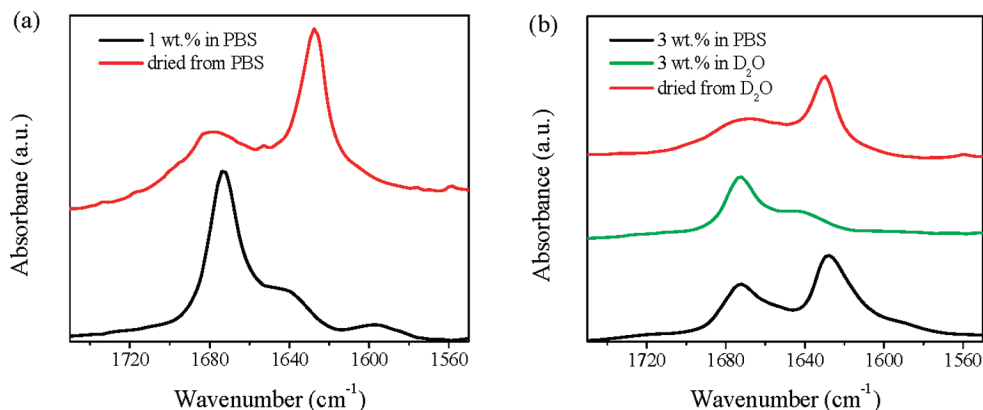 (a)
1 wt.% in PBS
dried from PBS
Absorbane (a.u.)
1720 1680 1640 1600 1560
Wavenumber (cm-1)
(b)
3 wt.% in PBS
3 wt.% in D2O
dried from D2O
Absorbance (a.u.)
1720 1680 1640 1600 1560
Wavenumber (cm-1)